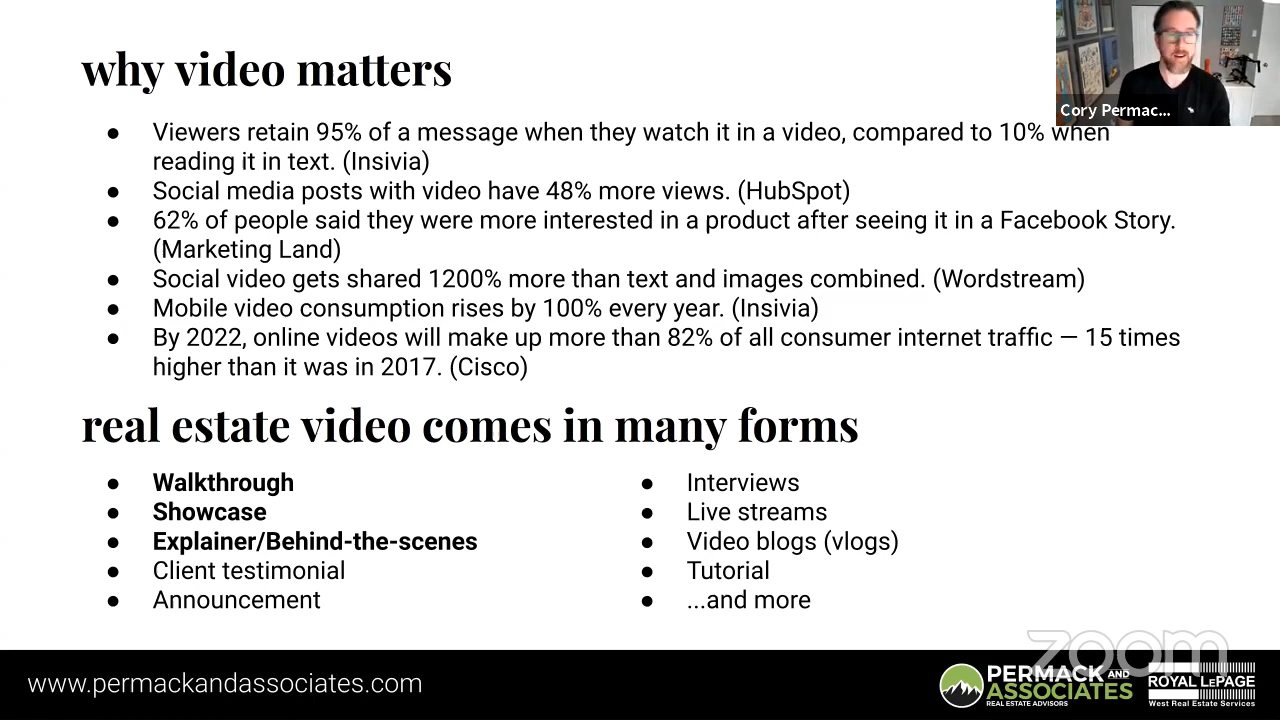 why video matters
Cory Permac...
● Viewers retain 95% of a message when they watch it in a video, compared to 10% when
reading it in text. (Insivia)
● Social media posts with video have 48% more views. (HubSpot)
● 62% of people said they were more interested in a product after seeing it in a Facebook Story.
(Marketing Land)
● Social video gets shared 1200% more than text and images combined. (Wordstream)
● Mobile video consumption rises by 100% every year. (Insivia)
● By 2022, online videos will make up more than 82% of all consumer internet traffic — 15 times
higher than it was in 2017. (Cisco)
real estate video comes in many forms
● Walkthrough
● Showcase
● Explainer/Behind-the-scenes
● Client testimonial
● Announcement
● Interviews
● Live streams
● Video blogs (vlogs)
● Tutorial
● ...and more
zoom
www.permackandassociates.com
PERMACK AND
ASSOCIATES
REAL ESTATE ADVISORS
ROYAL LEPAGE
West Real Estate Services